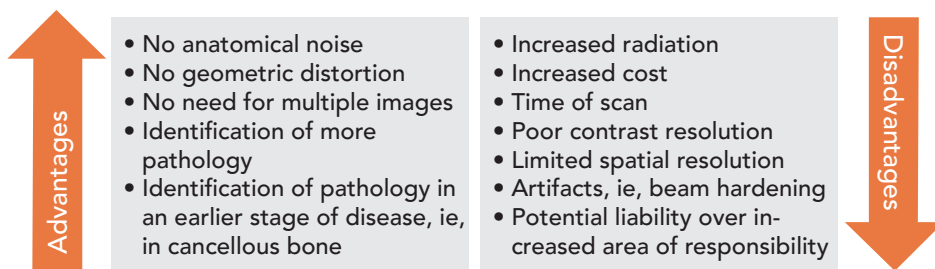 Advantages
• No anatomical noise
• No geometric distortion
• No need for multiple images
• Identification of more
pathology
• Identification of pathology in
an earlier stage of disease, ie,
in cancellous bone
• Increased radiation
• Increased cost
• Time of scan
• Poor contrast resolution
• Limited spatial resolution
• Artifacts, ie, beam hardening
• Potential liability over in-
creased area of responsibility
Disadvantages